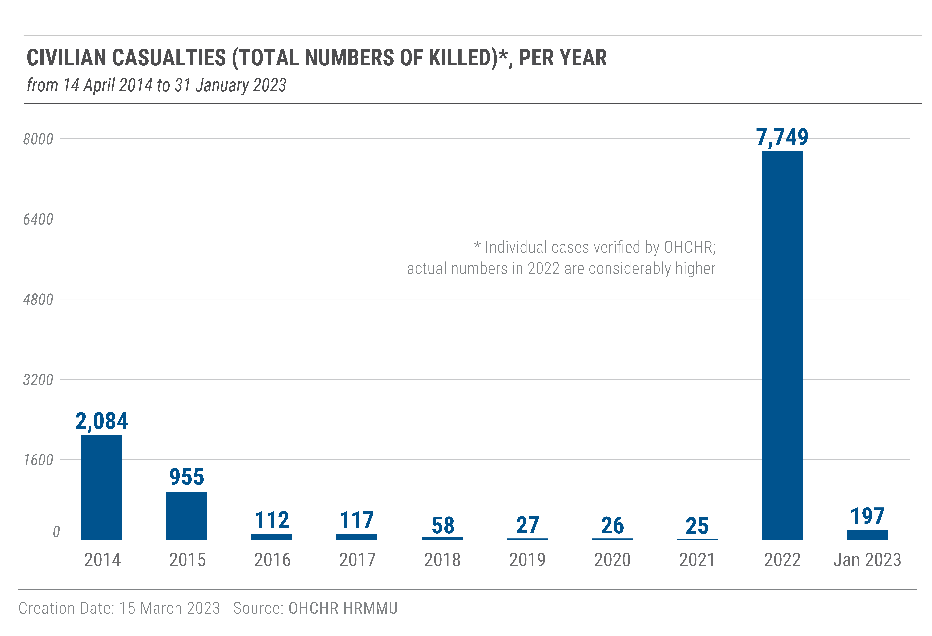 CIVILIAN CASUALTIES (TOTAL NUMBERS OF KILLED)*, PER YEAR
from 14 April 2014 to 31 January 2023
8000
7,749
6400
* Individual cases verified by OHCHR;
actual numbers in 2022 are considerably higher
4800
3200
2,084
1600
955
112
117
58
27
26
25
197
0
2014 2015 2016 2017 2018 2019 2020 2021 2022 Jan 2023
Creation Date: 15 March 2023 Source: OHCHR HRMMU